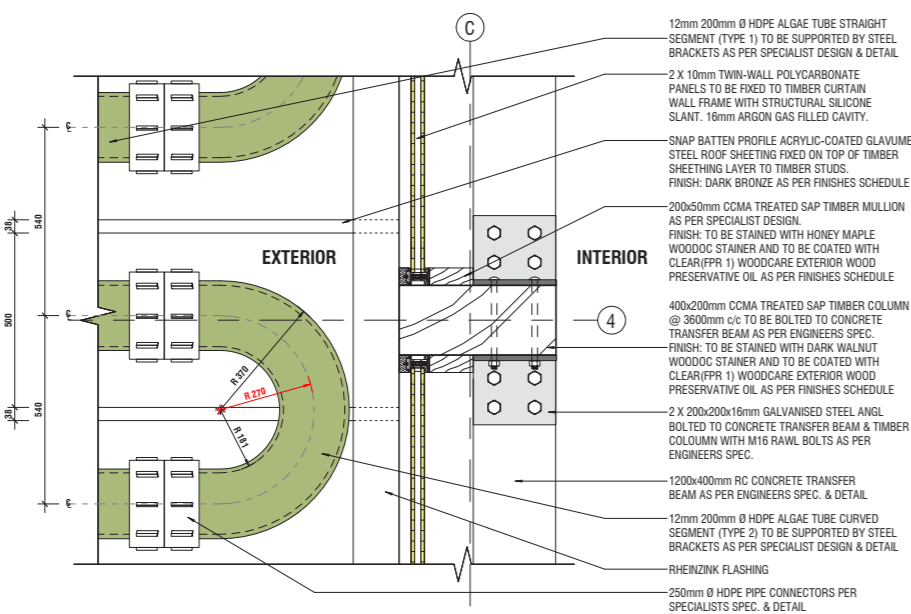 C
12mm 200mm Ø HDPE ALGAE TUBE STRAIGHT
SEGMENT (TYPE 1) TO BE SUPPORTED BY STEEL
BRACKETS AS PER SPECIALIST DESIGN & DETAIL
2 X 10mm TWIN-WALL POLYCARBONATE
PANELS TO BE FIXED TO TIMBER CURTAIN
WALL FRAME WITH STRUCTURAL SILICONE
SLANT. 16mm ARGON GAS FILLED CAVITY.
SNAP BATTEN PROFILE ACRYLIC-COATED GLAVUME
STEEL ROOF SHEETING FIXED ON TOP OF TIMBER
SHEETHING LAYER TO TIMBER STUDS.
FINISH: DARK BRONZE AS PER FINISHES SCHEDULE
200x50mm CCMA TREATED SAP TIMBER MULLION
AS PER SPECIALIST DESIGN.
FINISH: TO BE STAINED WITH HONEY MAPLE
WOODOC STAINER AND TO BE COATED WITH
CLEAR(FPR 1) WOODCARE EXTERIOR WOOD
PRESERVATIVE OIL AS PER FINISHES SCHEDULE
400x200mm CCMA TREATED SAP TIMBER COLUMN
@ 3600mm c/c TO BE BOLTED TO CONCRETE
TRANSFER BEAM AS PER ENGINEERS SPEC.
FINISH: TO BE STAINED WITH DARK WALNUT
WOODOC STAINER AND TO BE COATED WITH
CLEAR(FPR 1) WOODCARE EXTERIOR WOOD
PRESERVATIVE OIL AS PER FINISHES SCHEDULE
2 X 200x200x16mm GALVANISED STEEL ANGL
BOLTED TO CONCRETE TRANSFER BEAM & TIMBER
COLOUMN WITH M16 RAWL BOLTS AS PER
ENGINEERS SPEC.
1200x400mm RC CONCRETE TRANSFER
BEAM AS PER ENGINEERS SPEC. & DETAIL
12mm 200mm Ø HDPE ALGAE TUBE CURVED
SEGMENT (TYPE 2) TO BE SUPPORTED BY STEEL
BRACKETS AS PER SPECIALIST DESIGN & DETAIL
RHEINZINK FLASHING
250mm Ø HDPE PIPE CONNECTORS PER
SPECIALISTS SPEC. & DETAIL
EXTERIOR
INTERIOR
4
540
38
500
38
540
R 370
R 270
R 181